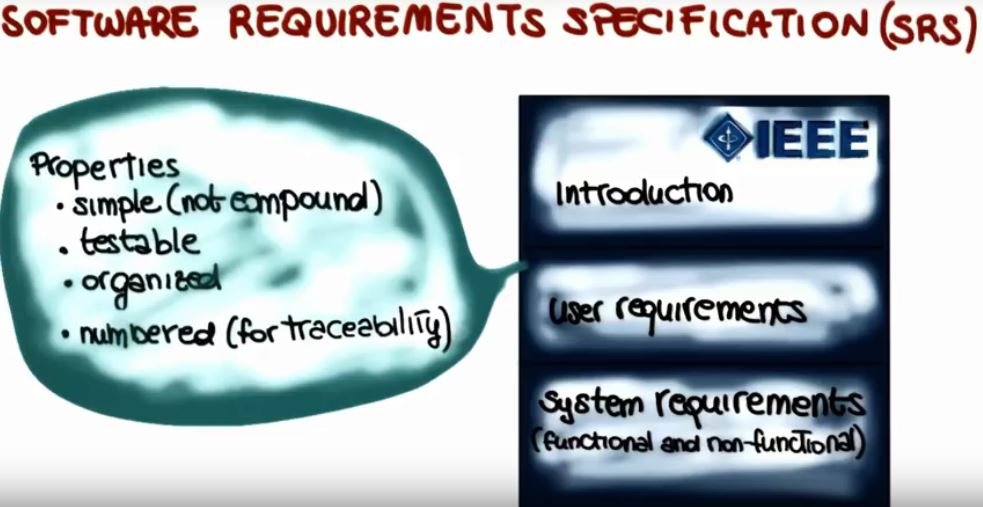 SOFTWARE REQUIREMENTS SPECIFICATION (SRS)
Properties
• simple (not compound)
• testable
• organized
• numbered (for traceability)
IEEE
Introduction
User requirements
System requirements
(functional and non-functional)